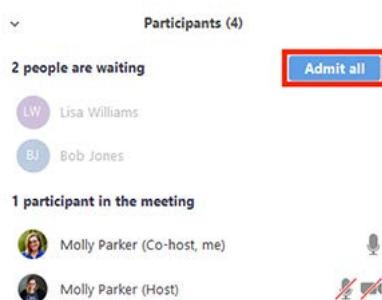 Participants (4)
2 people are waiting
Admit all
LW Lisa Williams
BJ Bob Jones
1 participant in the meeting
Molly Parker (Co-host, me)
Molly Parker (Host)